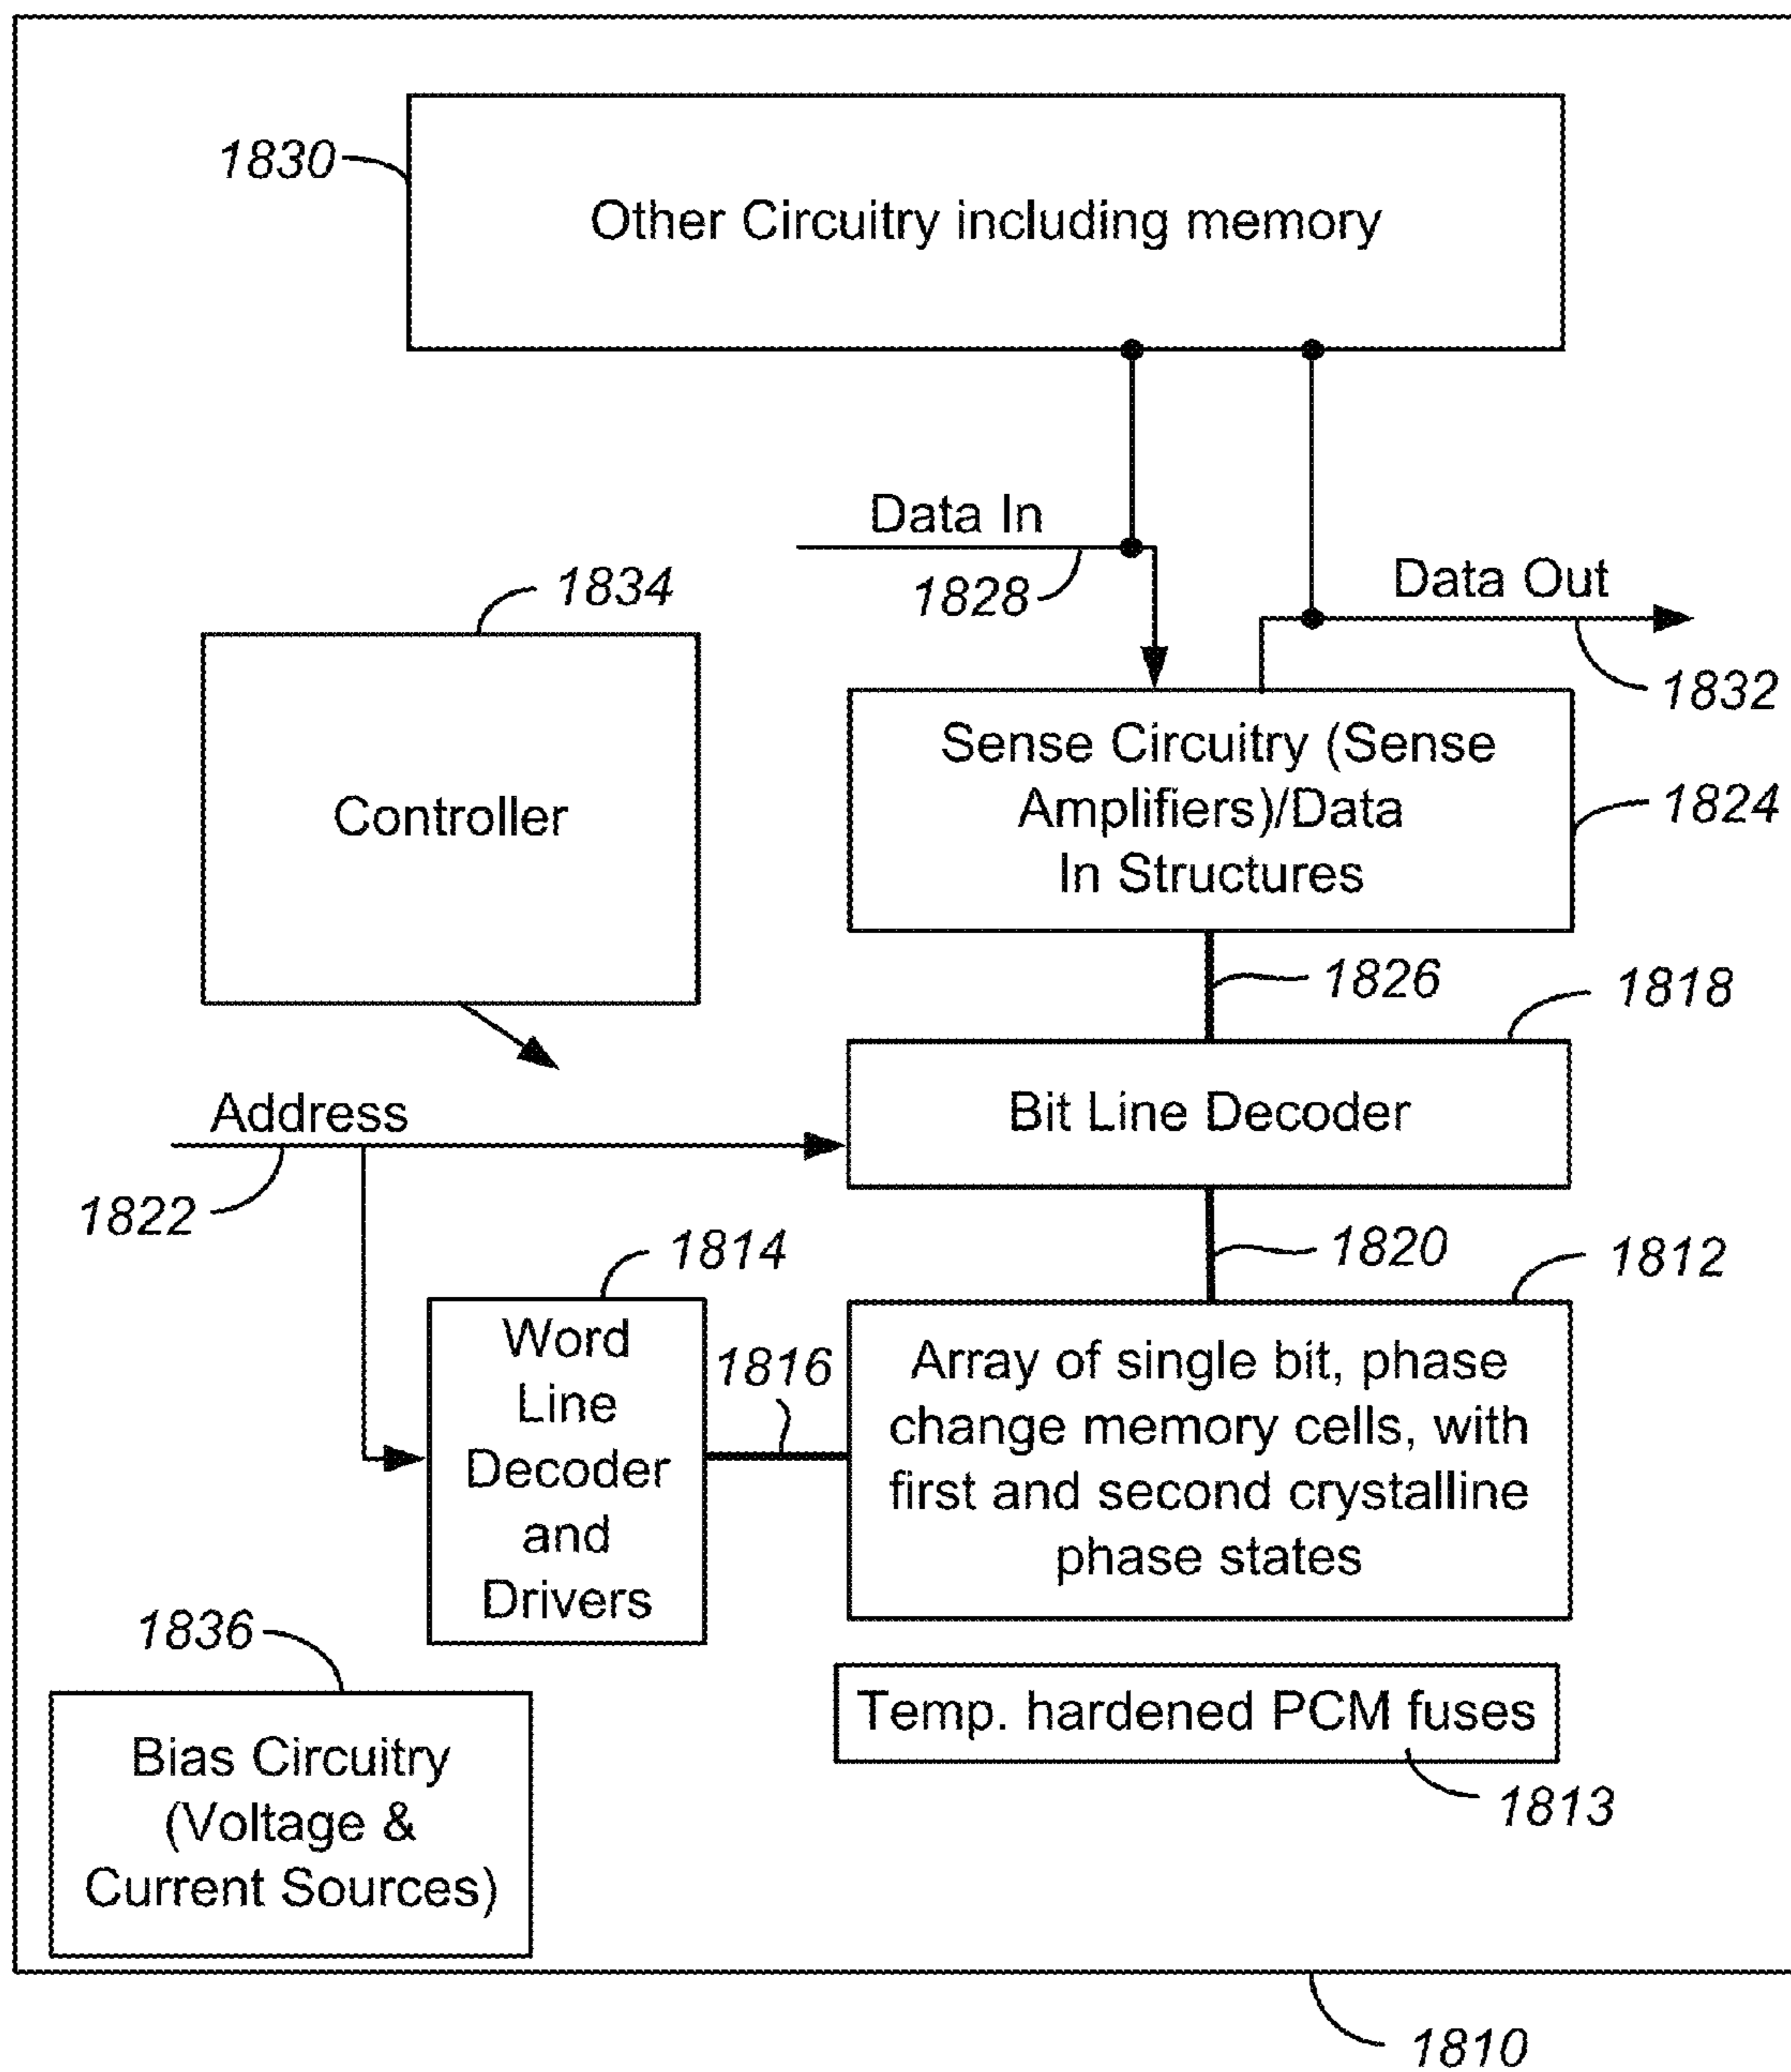 1830
Other Circuitry including memory
Data In
1828
Data Out
1832
1834
Controller
Sense Circuitry (Sense
Amplifiers)/Data
In Structures
1824
1826
1818
Bit Line Decoder
Address
1822
1820
1814
Word
Line
Decoder
and
Drivers
1816
1812
Array of single bit, phase
change memory cells, with
first and second crystalline
phase states
1836
Bias Circuitry
(Voltage &
Current Sources)
Temp. hardened PCM fuses
1813
1810